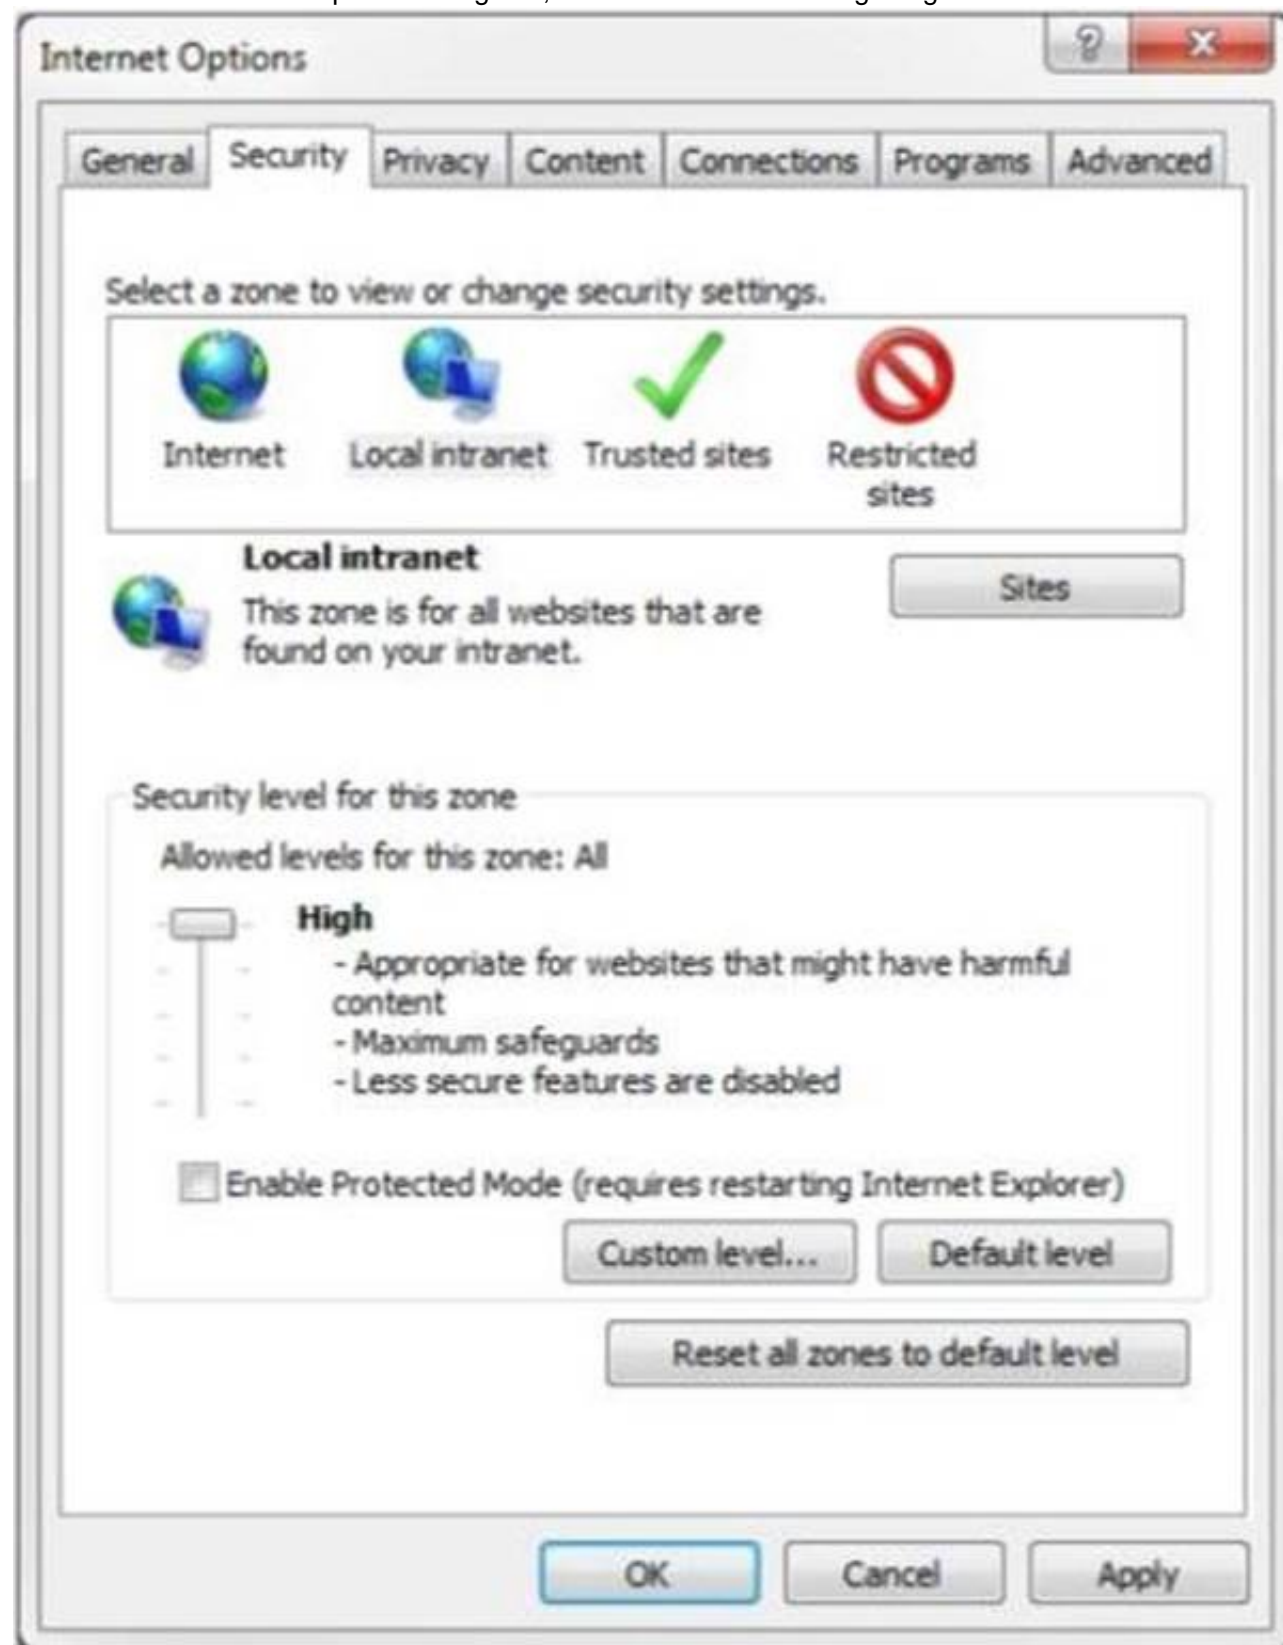 Internet Options
General Security Privacy Content Connections Programs Advanced
Select a zone to view or change security settings.
Internet Local intranet Trusted sites Restricted sites
Local intranet
Sites
This zone is for all websites that are
found on your intranet.
Security level for this zone
Allowed levels for this zone: All
High
- Appropriate for websites that might have harmful
content
- Maximum safeguards
- Less secure features are disabled
Enable Protected Mode (requires restarting Internet Explorer)
Custom level... Default level
Reset all zones to default level
OK Cancel Apply